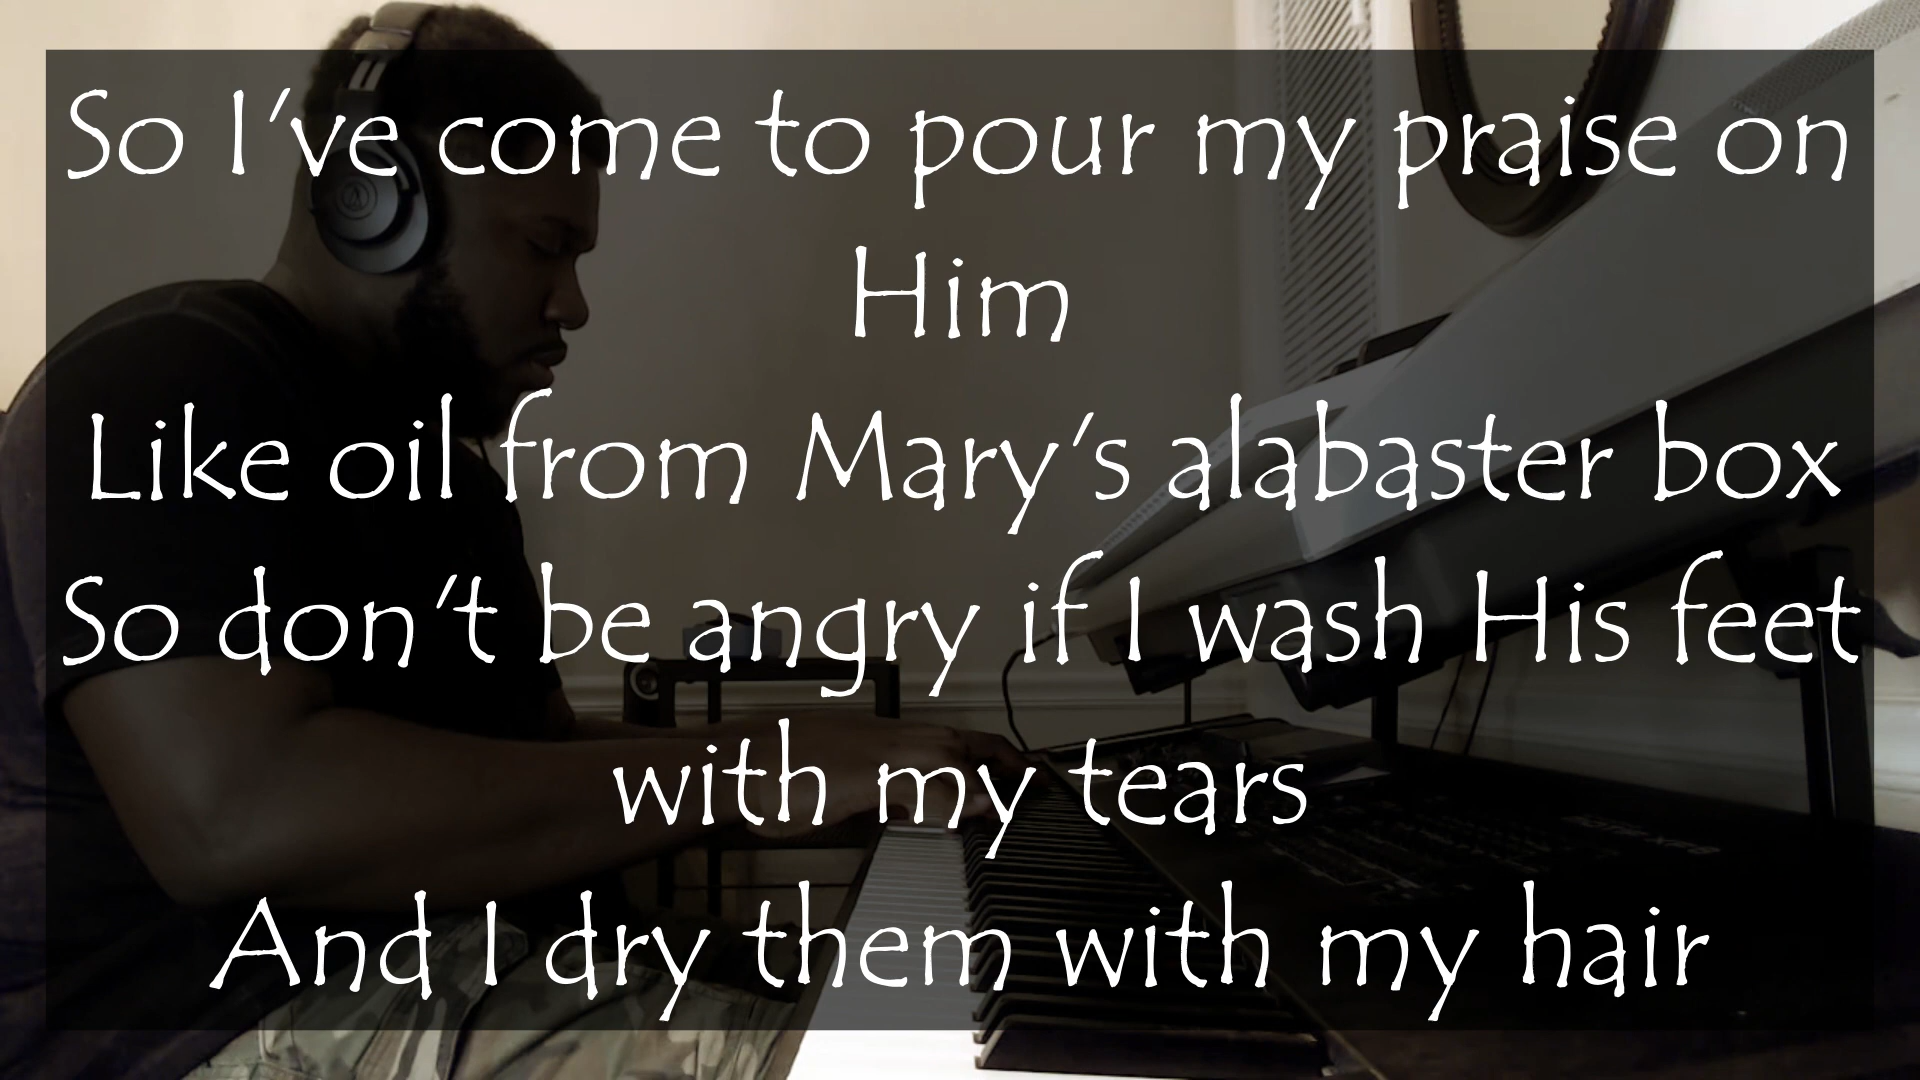 So I've come to pour my praise on
Him
Like oil from Mary's alabaster box
So don't be angry if I wash His feet
with my tears
And I dry them with my hair